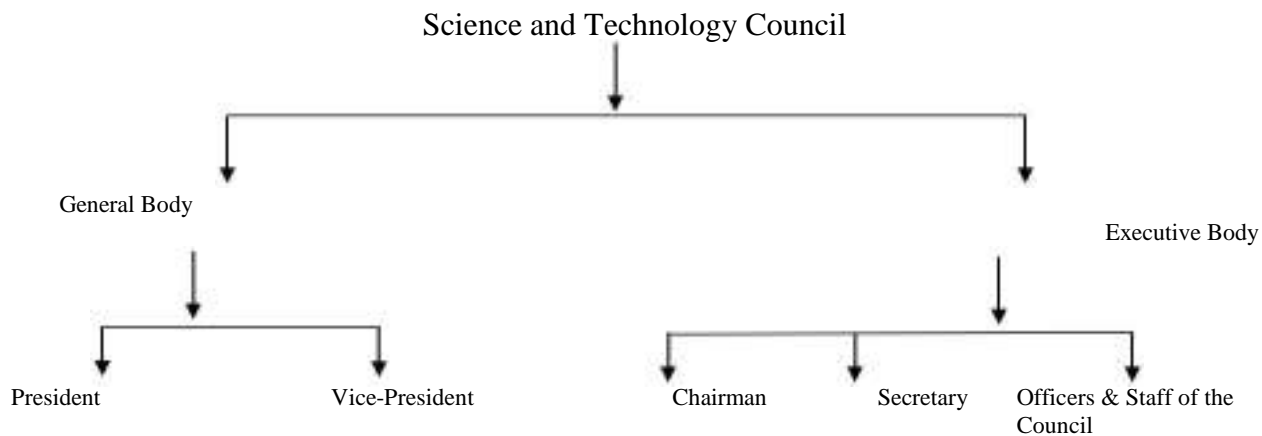 Science and Technology Council
General Body
Executive Body
President
Vice-President
Chairman
Secretary
Officers & Staff of the
Council